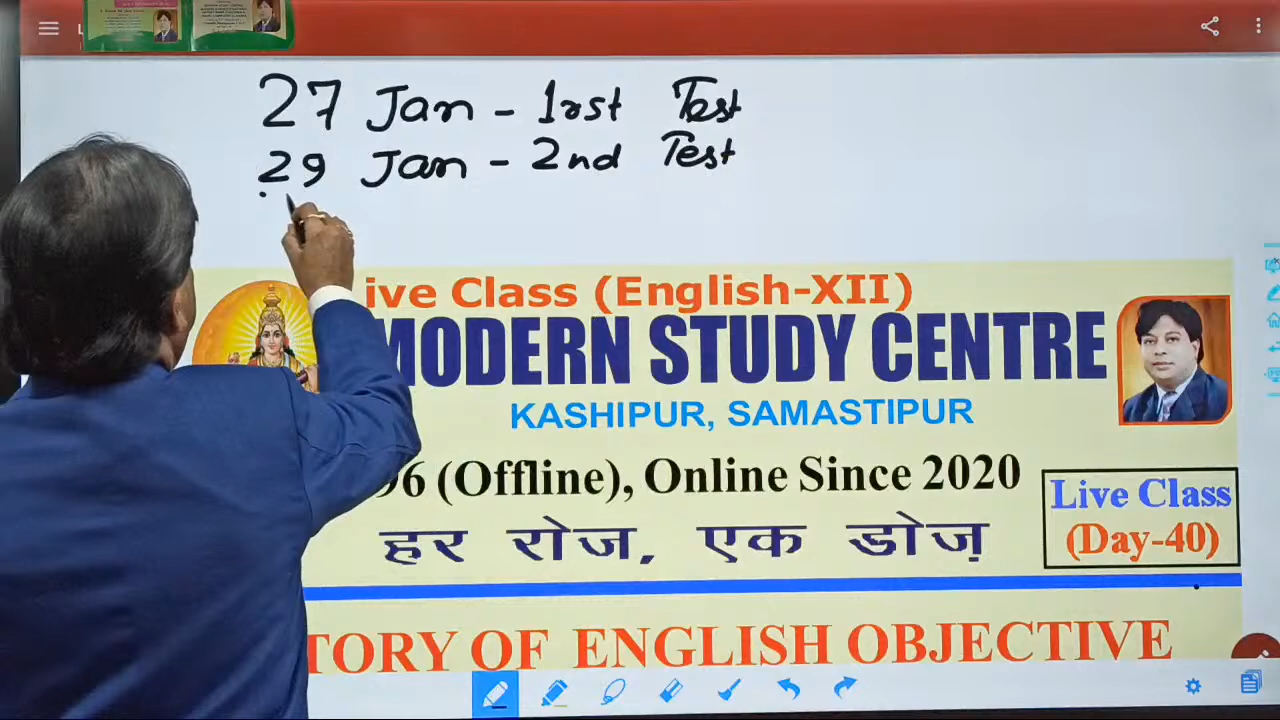 27 Jan - 1rst Test
29 Jan - 2nd Test
ive Class (English-XII)
MODERN STUDY CENTRE
KASHIPUR, SAMASTIPUR
96 (Offline), Online Since 2020
Live Class
(Day-40)
हर रोज, एक डोज़
TORY OF ENGLISH OBJECTIVE